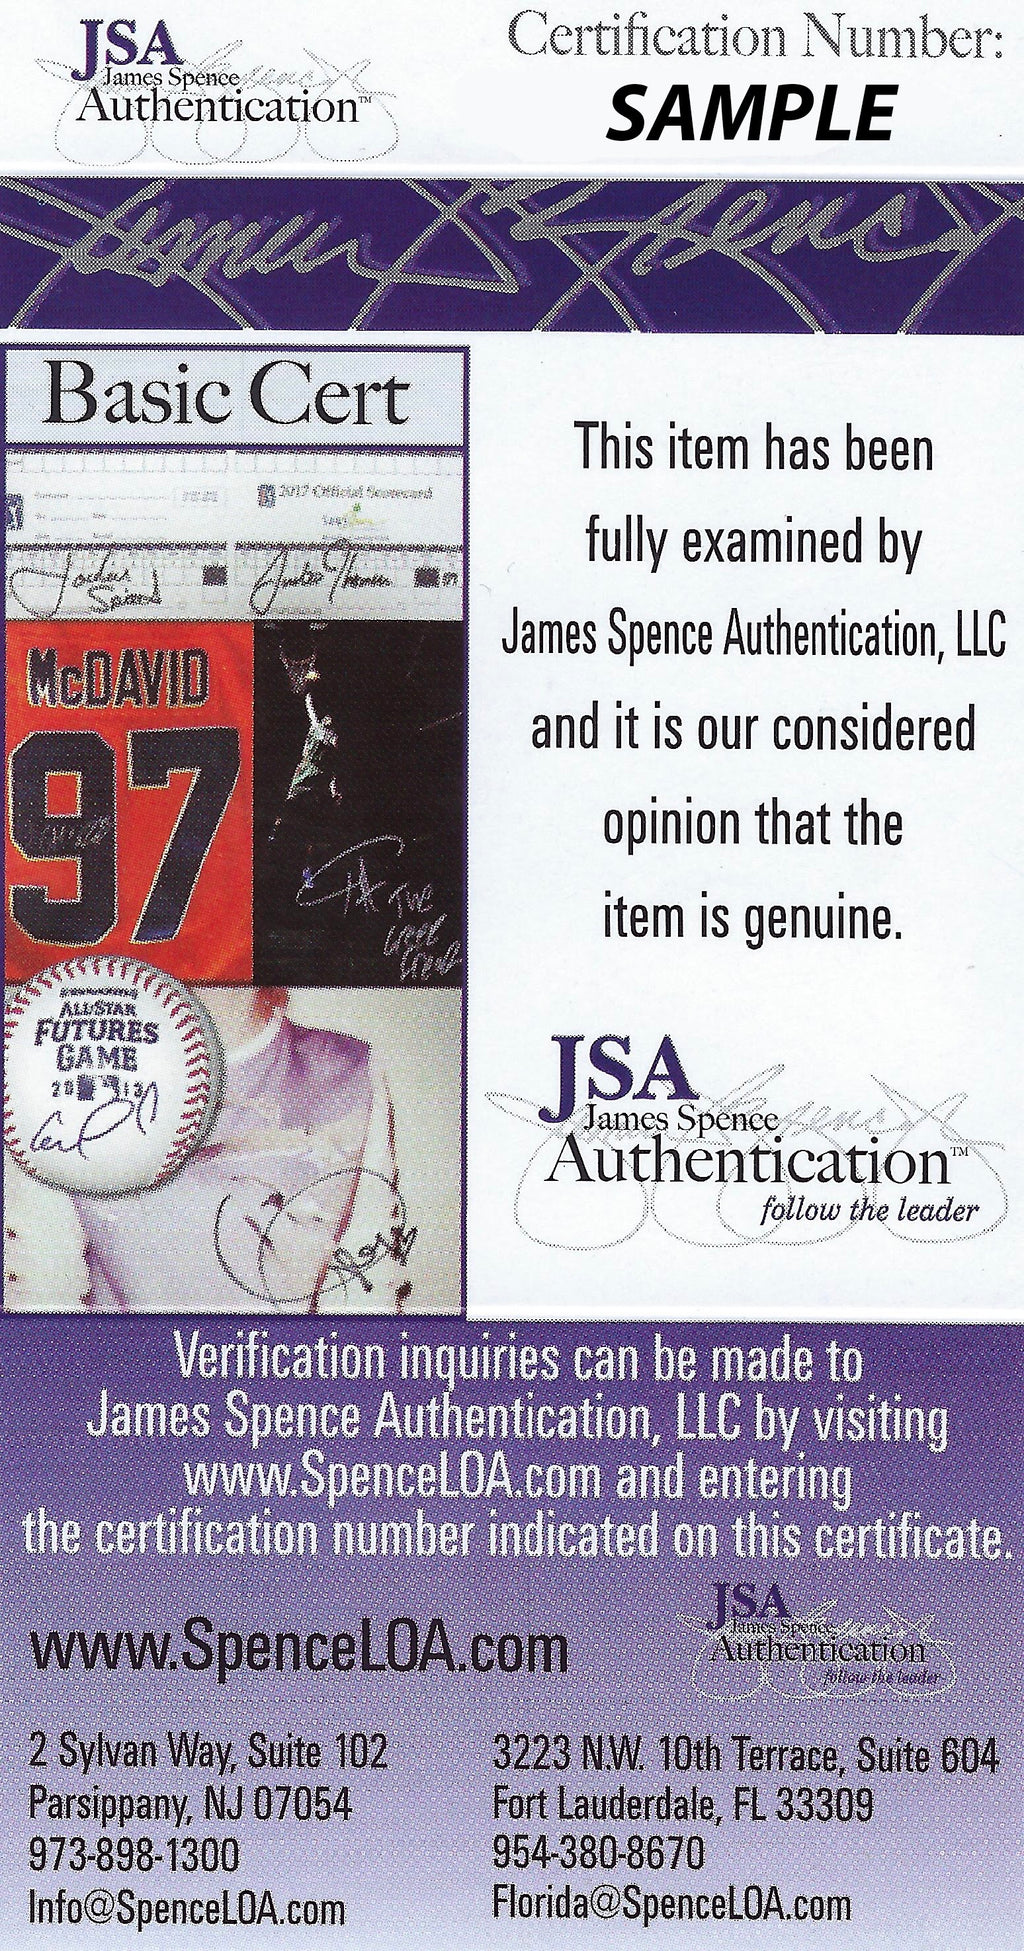 JSA
James Spence
Authentication™
Certification Number:
SAMPLE
James Spence
Basic Cert
2017 Official Scorecard
McDAVID
97
ALL-STAR
FUTURES
GAME
This item has been
fully examined by
James Spence Authentication, LLC
and it is our considered
opinion that the
item is genuine.
JSA
James Spence
Authentication™
follow the leader
Verification inquiries can be made to
James Spence Authentication, LLC by visiting
www.SpenceLOA.com and entering
the certification number indicated on this certificate.
www.SpenceLOA.com
JSA
James Spence
Authentication
follow the leader
2 Sylvan Way, Suite 102
Parsippany, NJ 07054
973-898-1300
Info@SpenceLOA.com
3223 N.W. 10th Terrace, Suite 604
Fort Lauderdale, FL 33309
954-380-8670
Florida@SpenceLOA.com